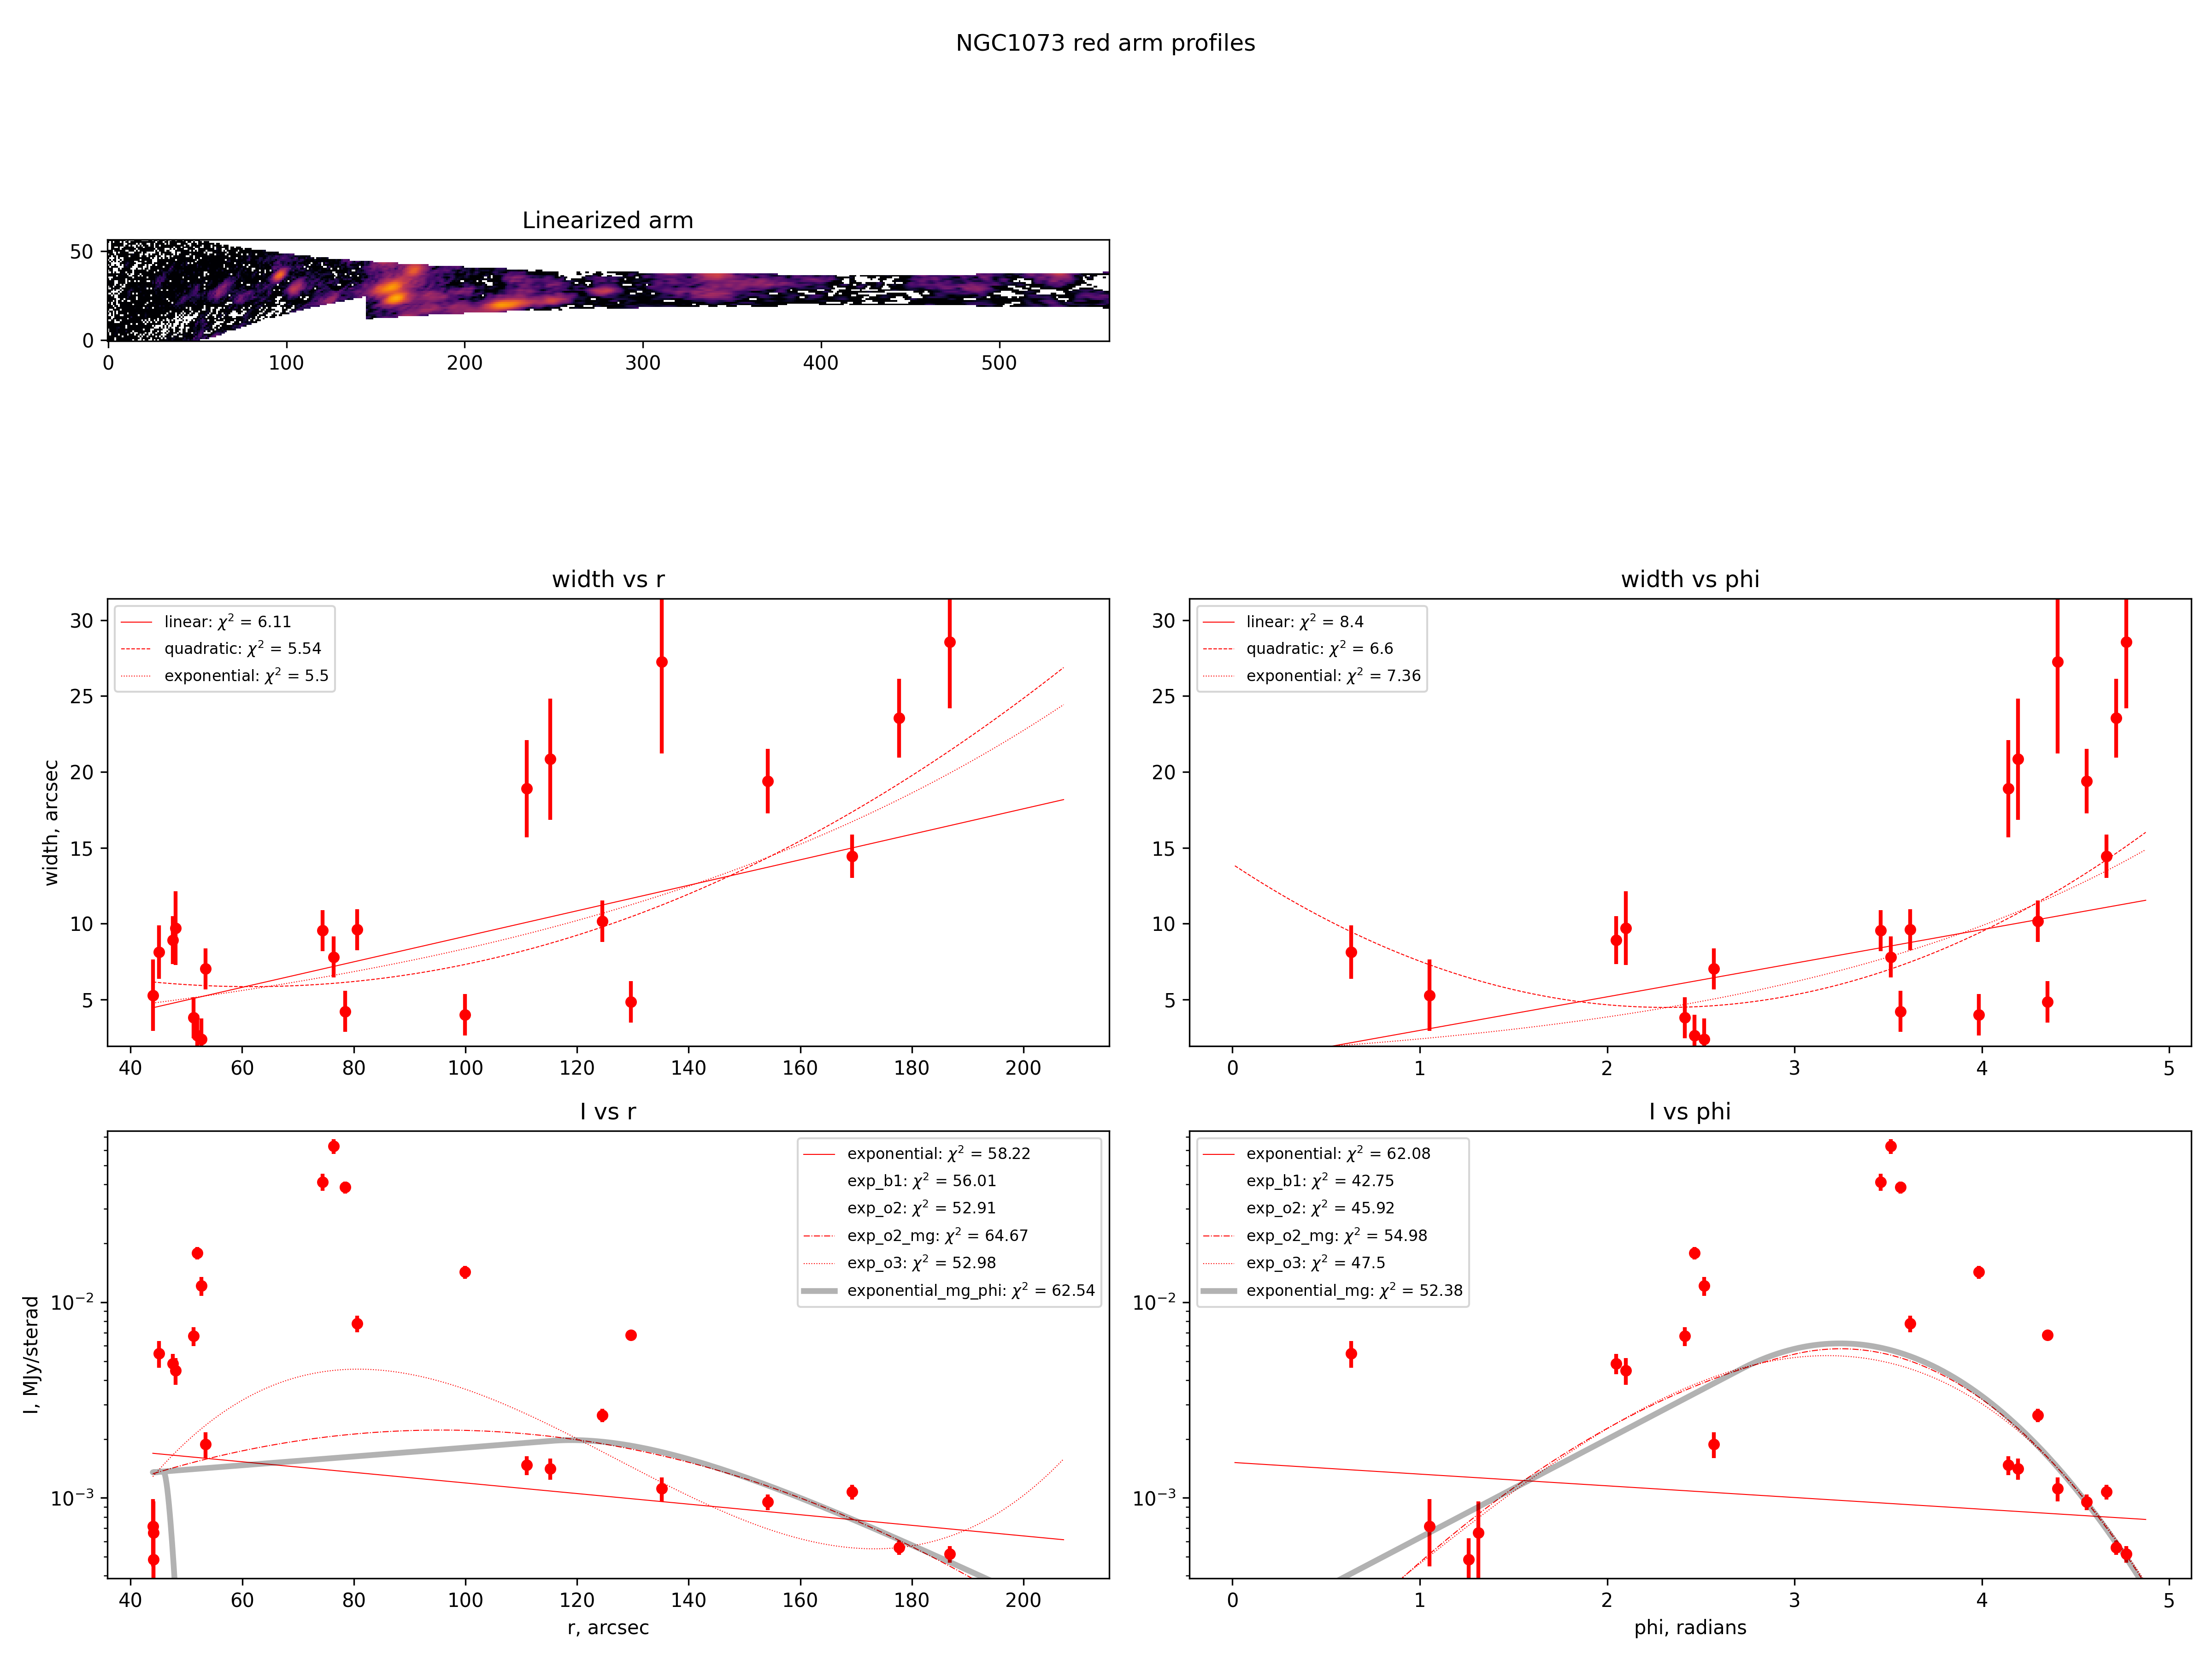 NGC1073 red arm profiles
Linearized arm
50
0
0 100 200 300 400 500
width vs r
width vs phi
linear: χ² = 6.11
quadratic: χ² = 5.54
exponential: χ² = 5.5
30
25
20
15
10
5
width, arcsec
40 60 80 100 120 140 160 180 200
linear: χ² = 8.4
quadratic: χ² = 6.6
exponential: χ² = 7.36
30
25
20
15
10
5
0 1 2 3 4 5
I vs r
I vs phi
exponential: χ² = 58.22
exp_b1: χ² = 56.01
exp_o2: χ² = 52.91
exp_o2_mg: χ² = 64.67
exp_o3: χ² = 52.98
exponential_mg_phi: χ² = 62.54
10⁻²
10⁻³
I, MJy/sterad
40 60 80 100 120 140 160 180 200
r, arcsec
exponential: χ² = 62.08
exp_b1: χ² = 42.75
exp_o2: χ² = 45.92
exp_o2_mg: χ² = 54.98
exp_o3: χ² = 47.5
exponential_mg: χ² = 52.38
10⁻²
10⁻³
0 1 2 3 4 5
phi, radians